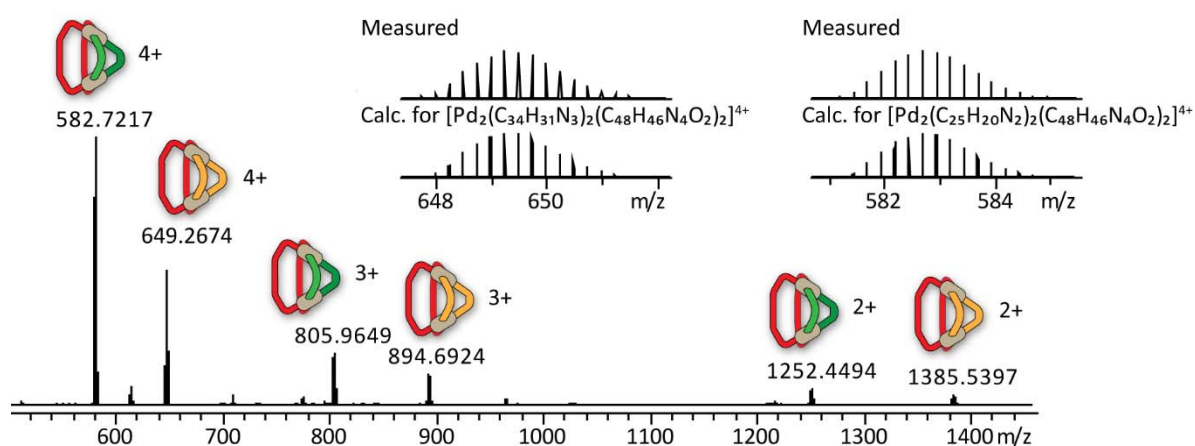 Measured
Calc. for [Pd₂(C₃₄H₃₁N₃)₂(C₄₈H₄₆N₄O₂)₂]⁴⁺
648 650 m/z
Measured
Calc. for [Pd₂(C₂₅H₂₀N₂)₂(C₄₈H₄₆N₄O₂)₂]⁴⁺
582 584 m/z
4+
582.7217
4+
649.2674
3+
805.9649
3+
894.6924
2+
1252.4494
2+
1385.5397
600 700 800 900 1000 1100 1200 1300 1400 m/z